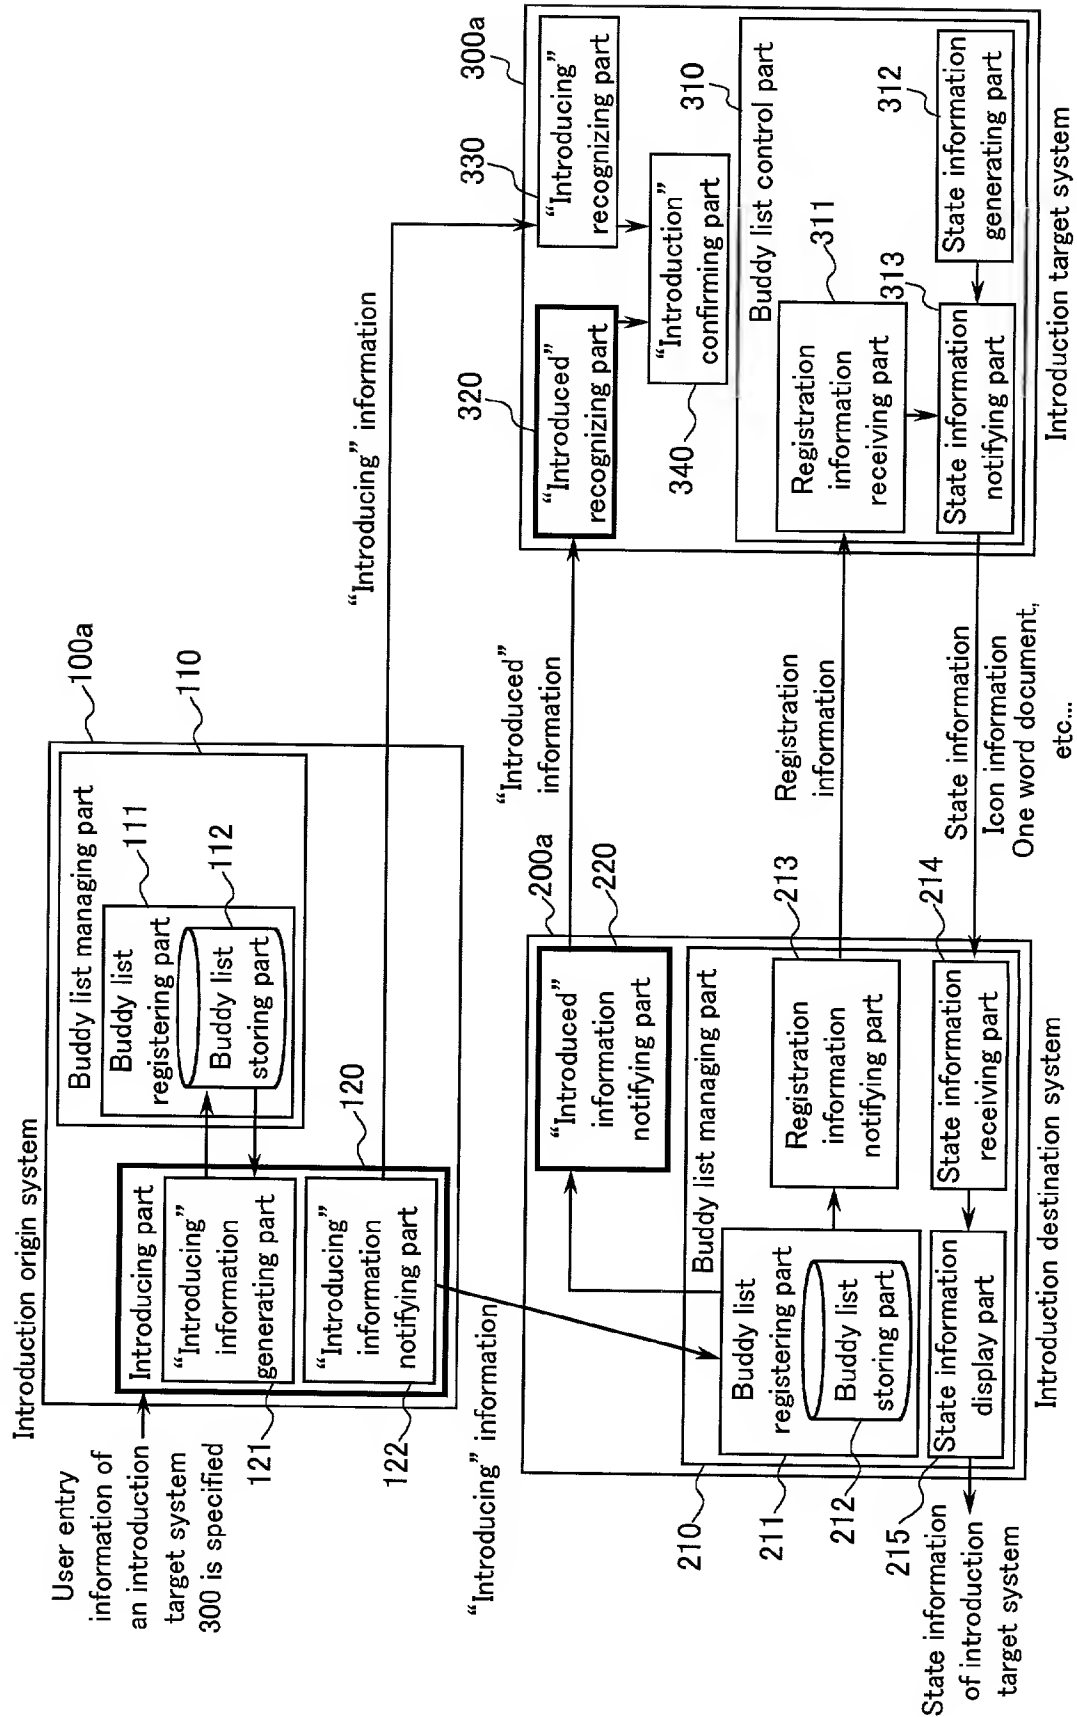 Introduction origin system
100a
Buddy list managing part
110
Buddy list
registering part
111
Buddy list
storing part
112
User entry
information of
an introduction
target system
300 is specified
Introducing part
120
“Introducing”
information
generating part
121
“Introducing”
information
notifying part
122
“Introducing” information
“Introducing” information
200a
“Introduced”
information
notifying part
220
“Introduced”
information
Buddy list managing part
210
Buddy list
registering part
211
Buddy list
storing part
212
Registration
information
notifying part
213
Registration
information
State information
receiving part
214
State information
display part
215
State information
of introduction
target system
Introduction destination system
State information
Icon information
One word document,
etc...
300a
“Introduced”
recognizing part
320
“Introducing”
recognizing part
330
“Introduction”
confirming part
340
Buddy list control part
310
Registration
information
receiving part
311
State information
generating part
312
State information
notifying part
313
Introduction target system